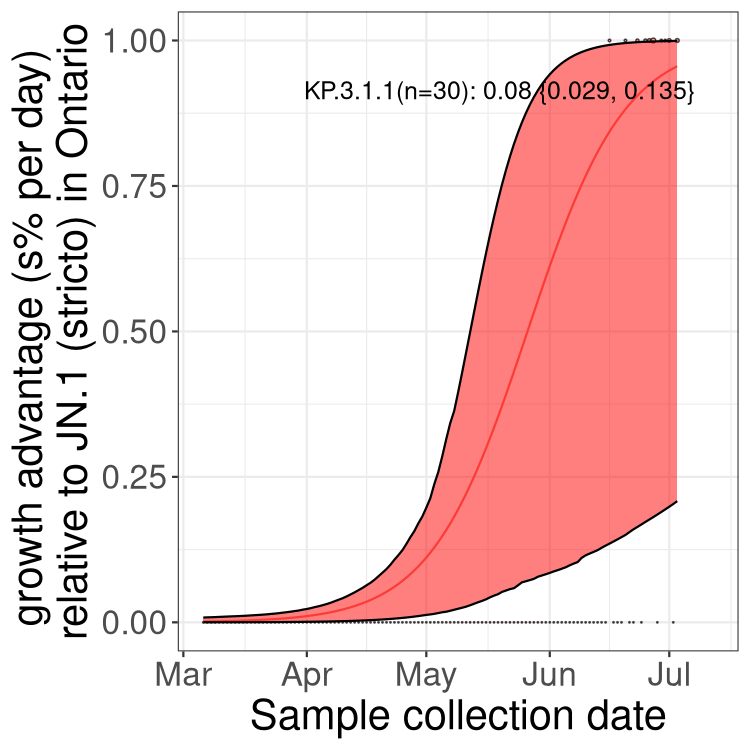 growth advantage (s% per day)
relative to JN.1 (stricto) in Ontario
1.00
0.75
0.50
0.25
0.00
KP.3.1.1(n=30): 0.08 {0.029, 0.135}
Mar Apr May Jun Jul
Sample collection date